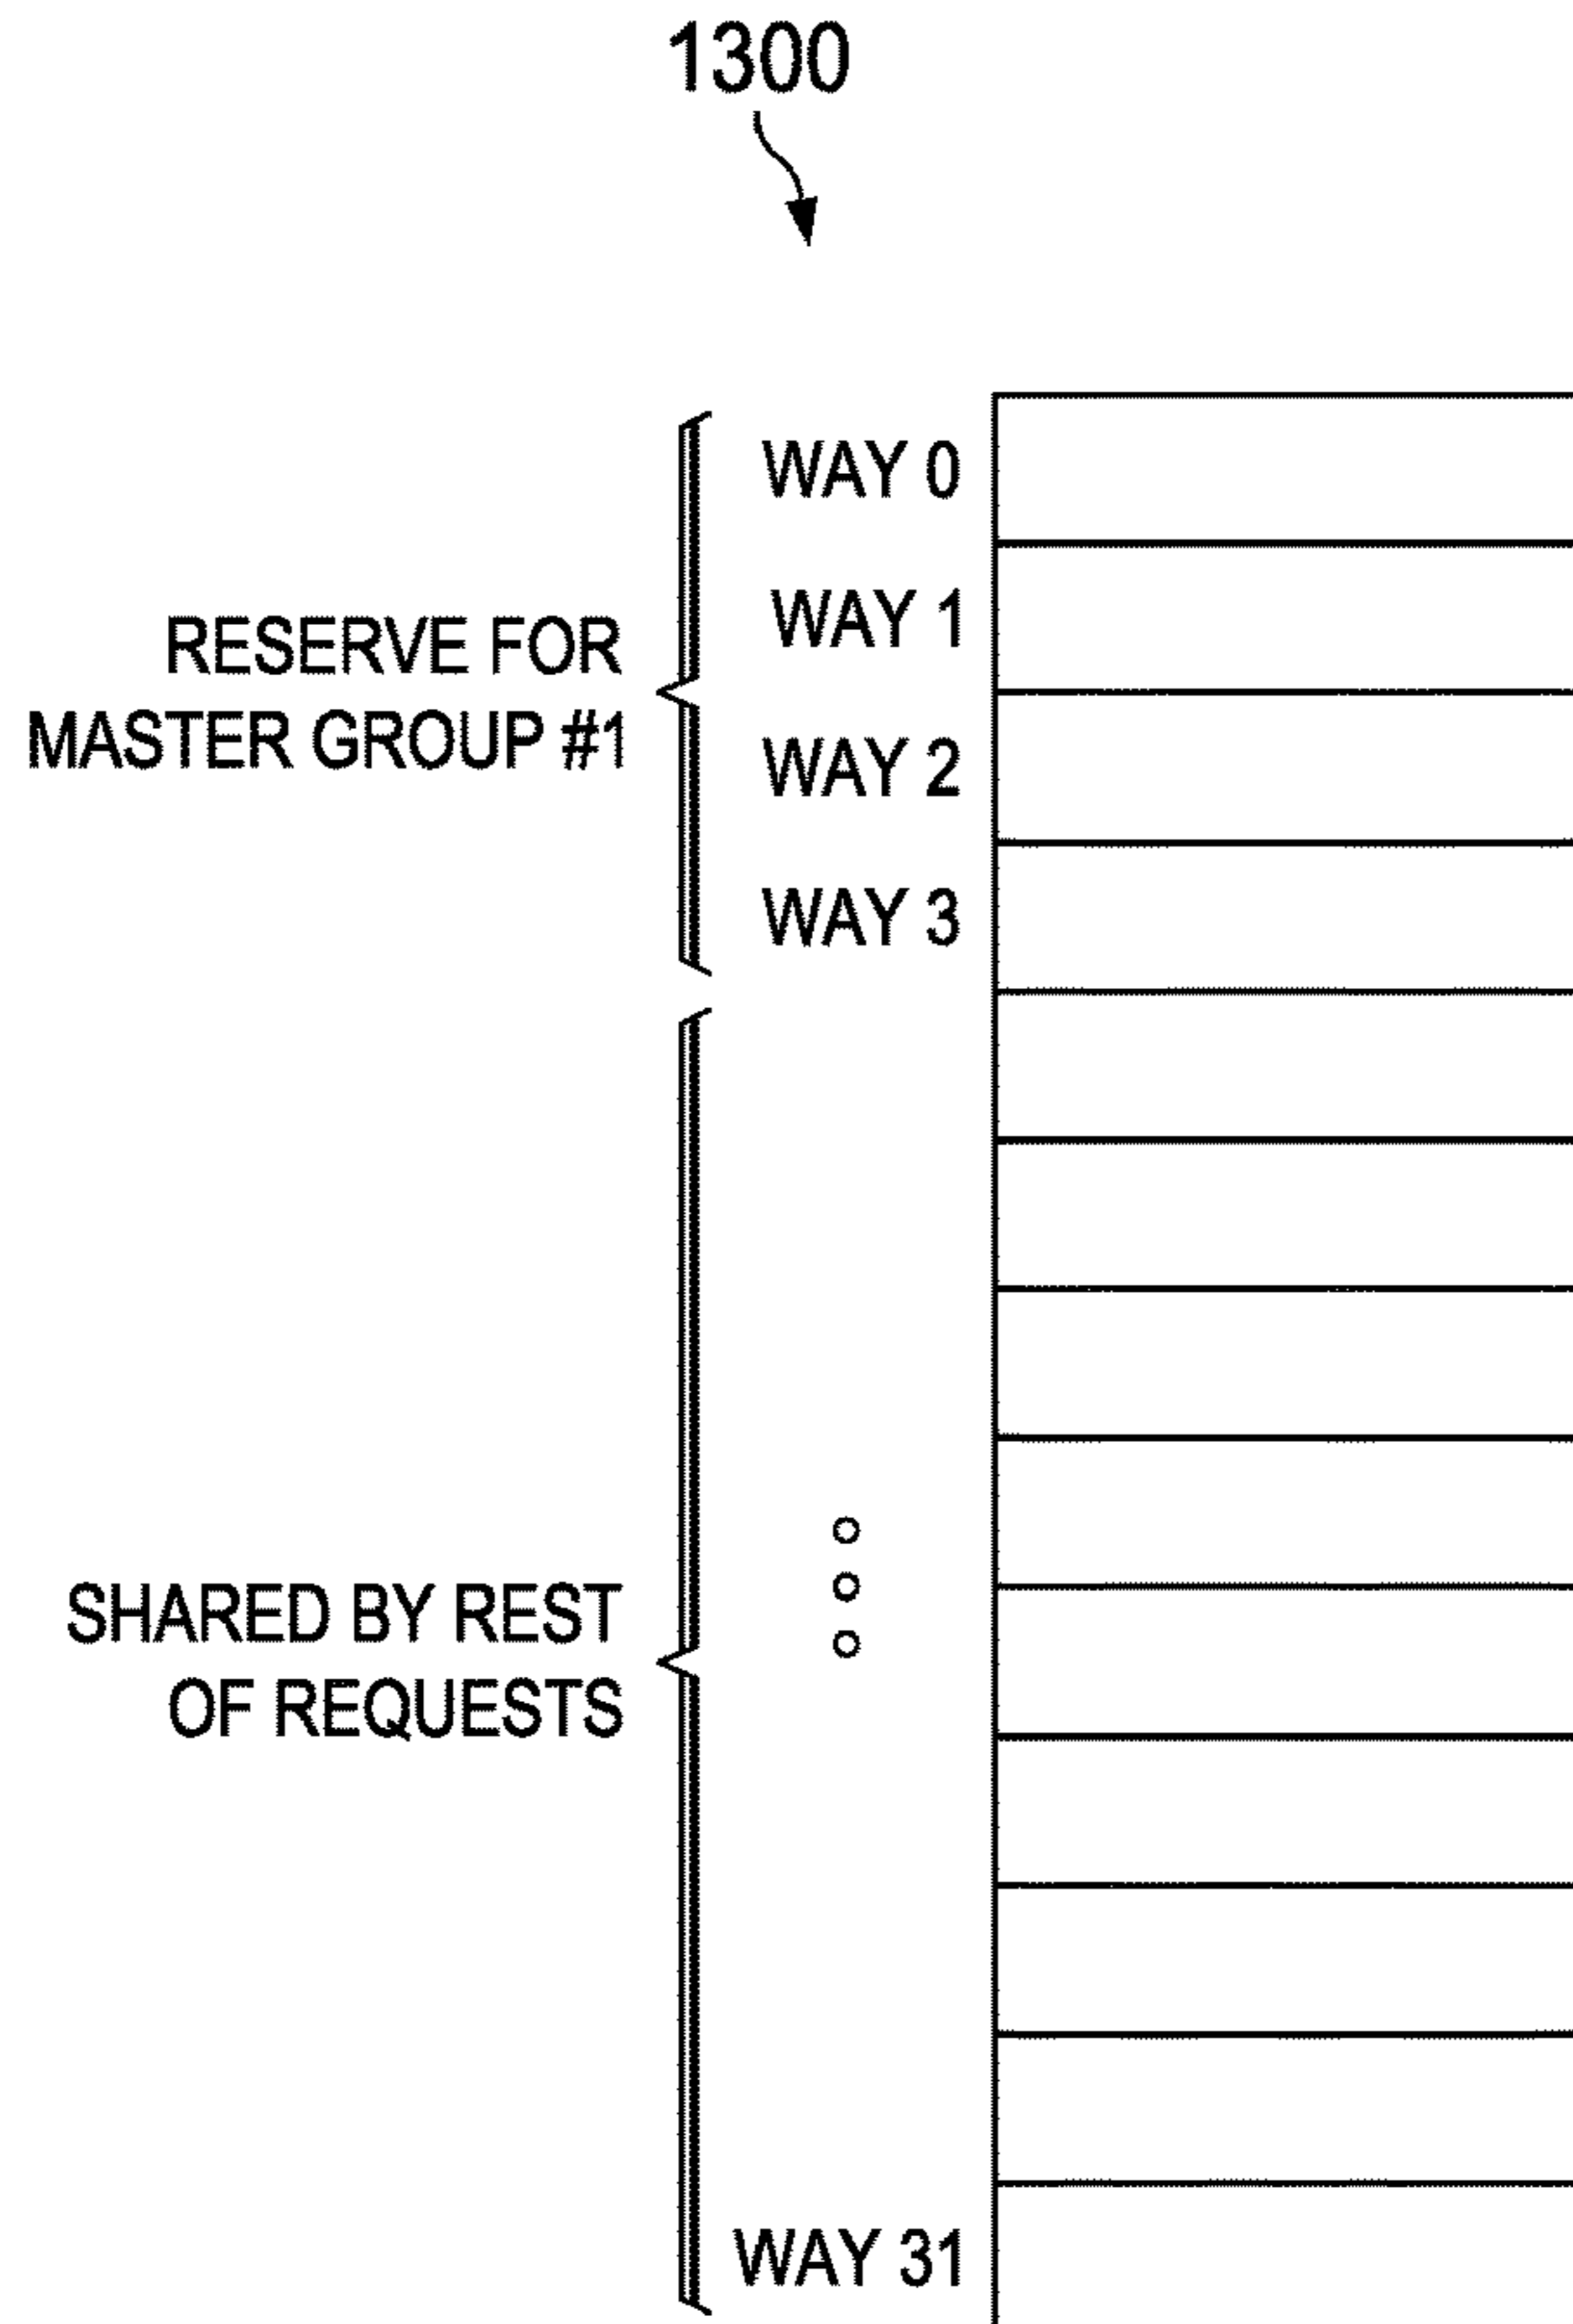 1300
WAY 0
WAY 1
RESERVE FOR
MASTER GROUP #1
WAY 2
WAY 3
SHARED BY REST
OF REQUESTS
WAY 31